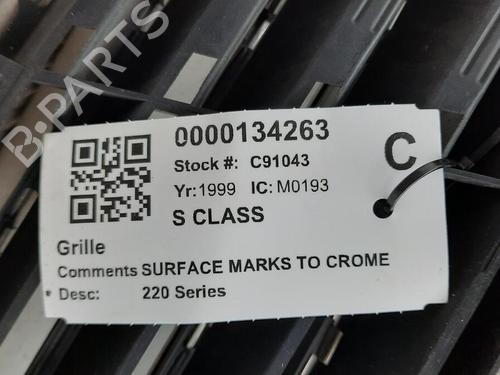 B-PARTS
0000134263
Stock #: C91043
Yr:1999 IC: M0193
S CLASS
C
Grille
Comments SURFACE MARKS TO CROME
* Desc: 220 Series